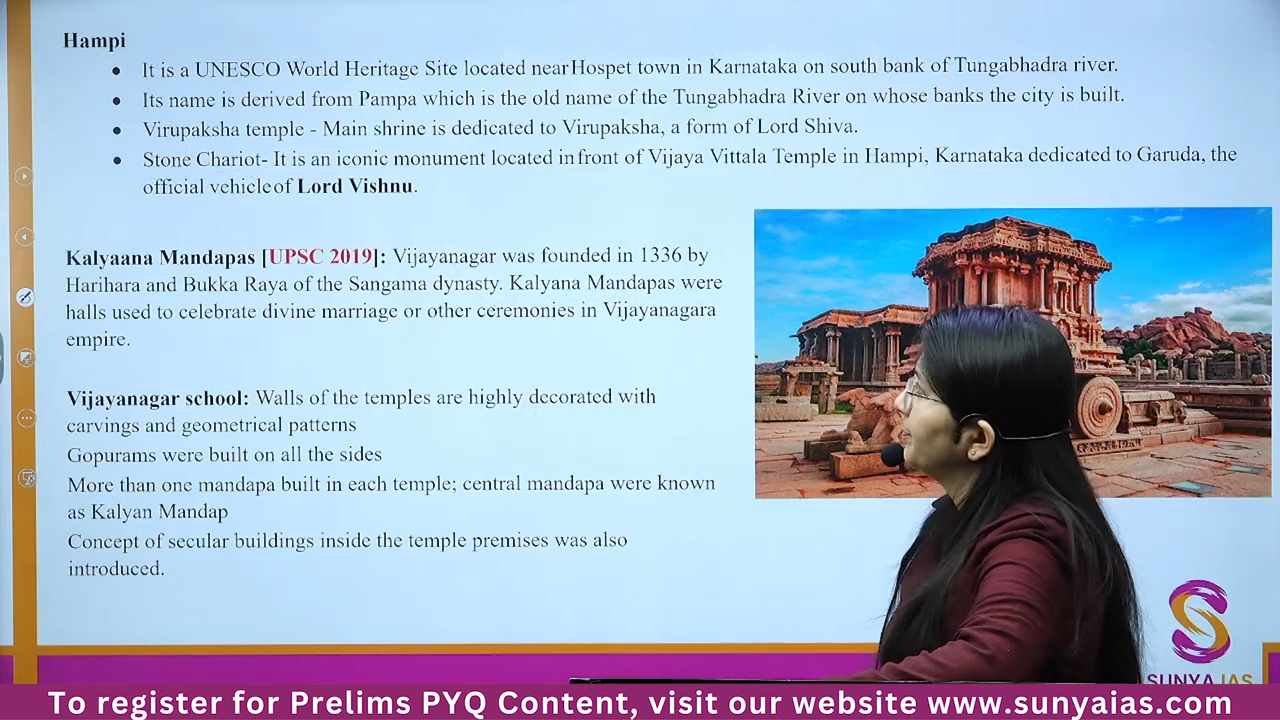 Hampi
• It is a UNESCO World Heritage Site located near Hospet town in Karnataka on south bank of Tungabhadra river.
• Its name is derived from Pampa which is the old name of the Tungabhadra River on whose banks the city is built.
• Virupaksha temple - Main shrine is dedicated to Virupaksha, a form of Lord Shiva.
• Stone Chariot- It is an iconic monument located in front of Vijaya Vittala Temple in Hampi, Karnataka dedicated to Garuda, the
official vehicle of Lord Vishnu.
Kalyaana Mandapas [UPSC 2019]: Vijayanagar was founded in 1336 by
Harihara and Bukka Raya of the Sangama dynasty. Kalyana Mandapas were
halls used to celebrate divine marriage or other ceremonies in Vijayanagara
empire.
Vijayanagar school: Walls of the temples are highly decorated with
carvings and geometrical patterns
Gopurams were built on all the sides
More than one mandapa built in each temple; central mandapa were known
as Kalyan Mandap
Concept of secular buildings inside the temple premises was also
introduced.
SUNYA IAS
To register for Prelims PYQ Content, visit our website www.sunyaias.com